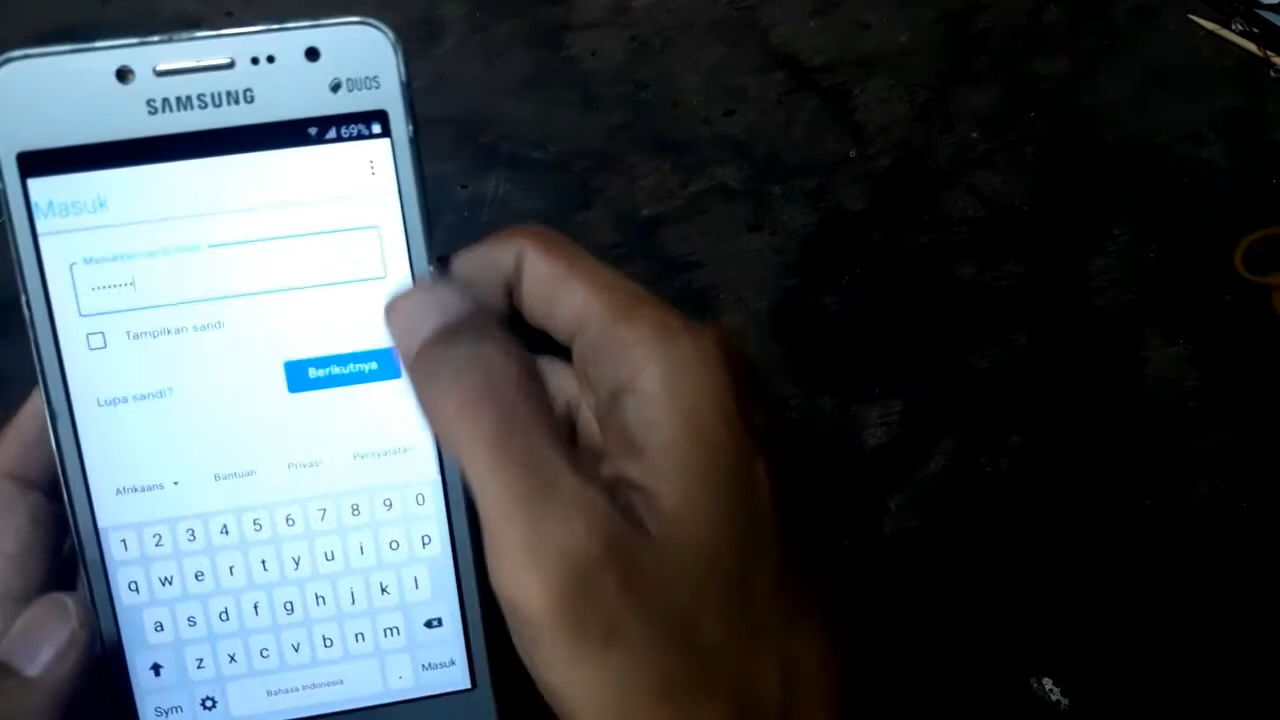 SAMSUNG
DUOS
69%
Masuk
••••••••
Tampilkan sandi
Berikutnya
Lupa sandi?
Afrikaans Bantuan Privasi Persyaratan
1 2 3 4 5 6 7 8 9 0
q w e r t y u i o p
a s d f g h j k l
z x c v b n m
Sym Bahasa Indonesia . Masuk